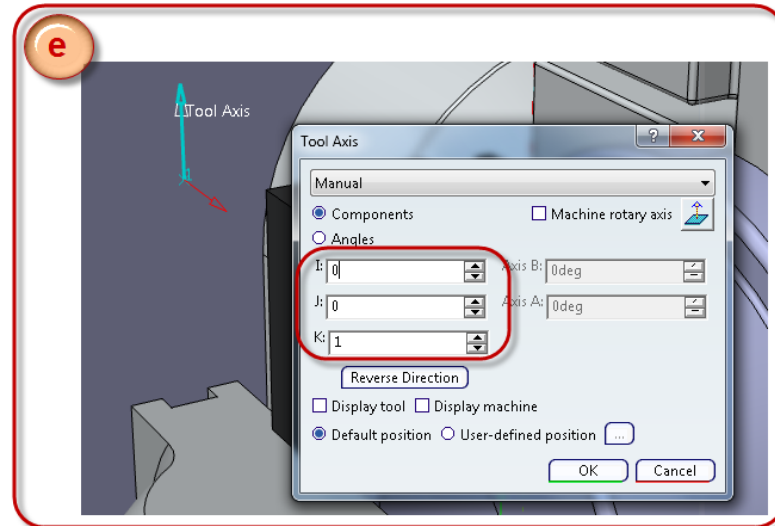 e
Tool Axis
1
Tool Axis
?
X
Manual
Components
Machine rotary axis
Angles
I: 0
Axis B: 0deg
J: 0
Axis A: 0deg
K: 1
Reverse Direction
Display tool
Display machine
Default position
User-defined position
...
OK
Cancel